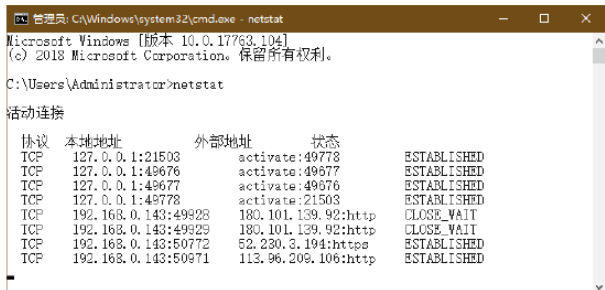 管理员: C:\Windows\system32\cmd.exe - netstat
Microsoft Windows [版本 10.0.17763.104]
(c) 2018 Microsoft Corporation。保留所有权利。
C:\Users\Administrator>netstat
活动连接
协议 本地地址 外部地址 状态
TCP 127.0.0.1:21503 activate:49778 ESTABLISHED
TCP 127.0.0.1:49676 activate:49677 ESTABLISHED
TCP 127.0.0.1:49677 activate:49676 ESTABLISHED
TCP 127.0.0.1:49778 activate:21503 ESTABLISHED
TCP 192.168.0.143:49928 180.101.139.92:http CLOSE_WAIT
TCP 192.168.0.143:49929 180.101.139.92:http ESTABLISHED
TCP 192.168.0.143:50772 52.230.3.194:https ESTABLISHED
TCP 192.168.0.143:50971 113.96.209.106:http ESTABLISHED